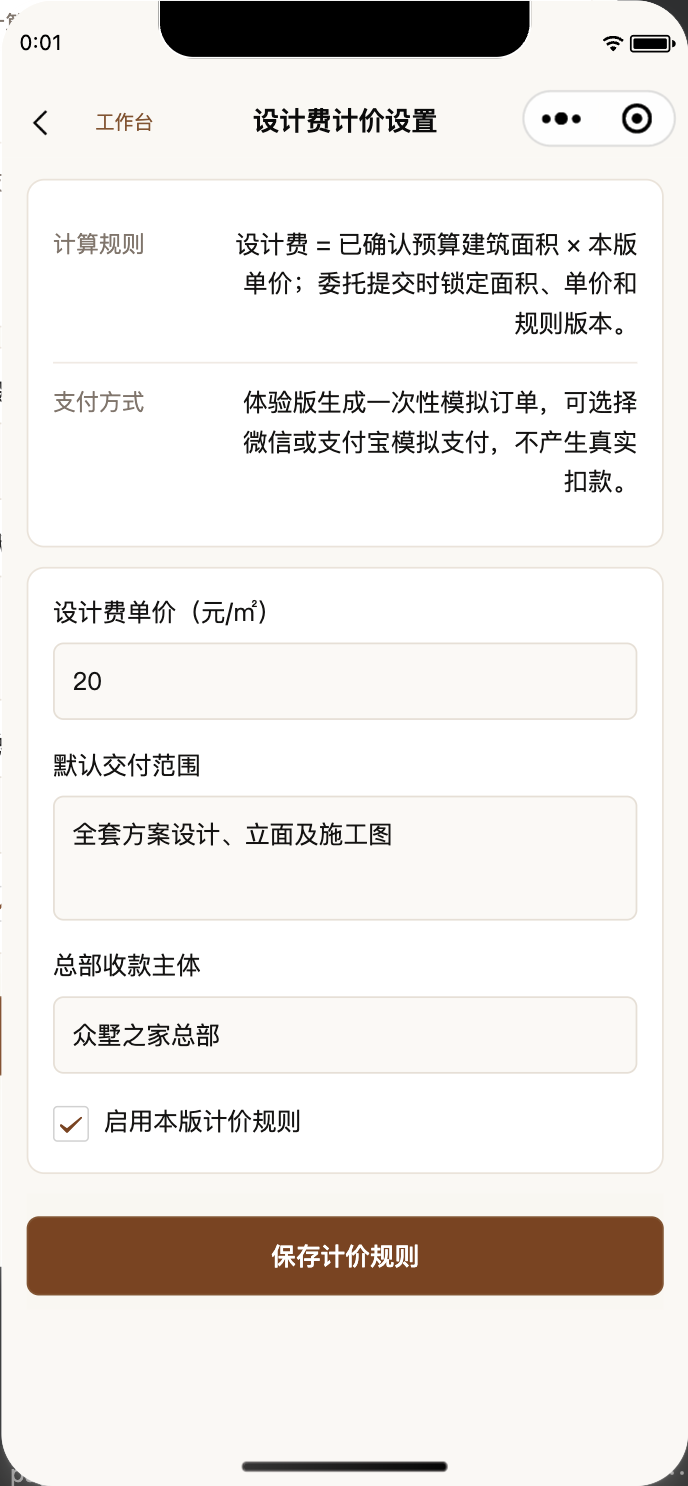 0:01
工作台
设计费计价设置
计算规则
设计费 = 已确认预算建筑面积 × 本版
单价；委托提交时锁定面积、单价和
规则版本。
支付方式
体验版生成一次性模拟订单，可选择
微信或支付宝模拟支付，不产生真实
扣款。
设计费单价（元/㎡）
20
默认交付范围
全套方案设计、立面及施工图
总部收款主体
众墅之家总部
启用本版计价规则
保存计价规则